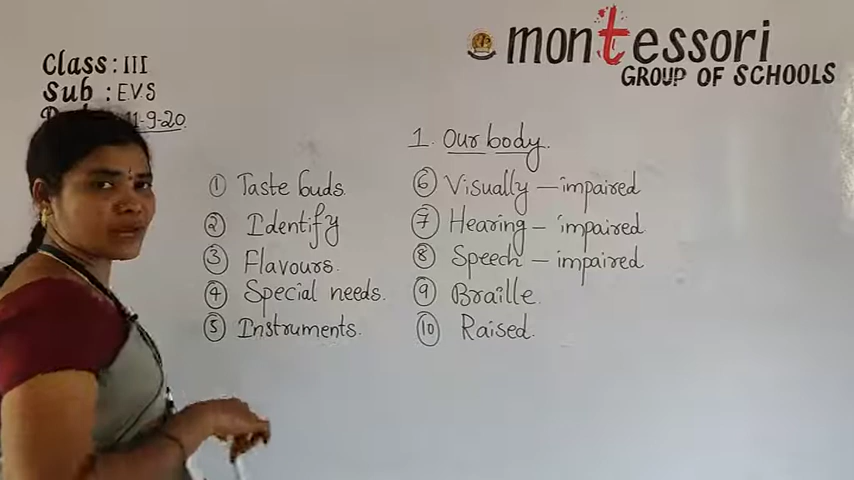 montessori
GROUP OF SCHOOLS
Class : III
Sub : E.V.S
11-9-20
1. Our body.
① Taste buds.
② Identify
③ Flavours.
④ Special needs.
⑤ Instruments.
⑥ Visually - impaired
⑦ Hearing - impaired
⑧ Speech - impaired
⑨ Braille.
⑩ Raised.